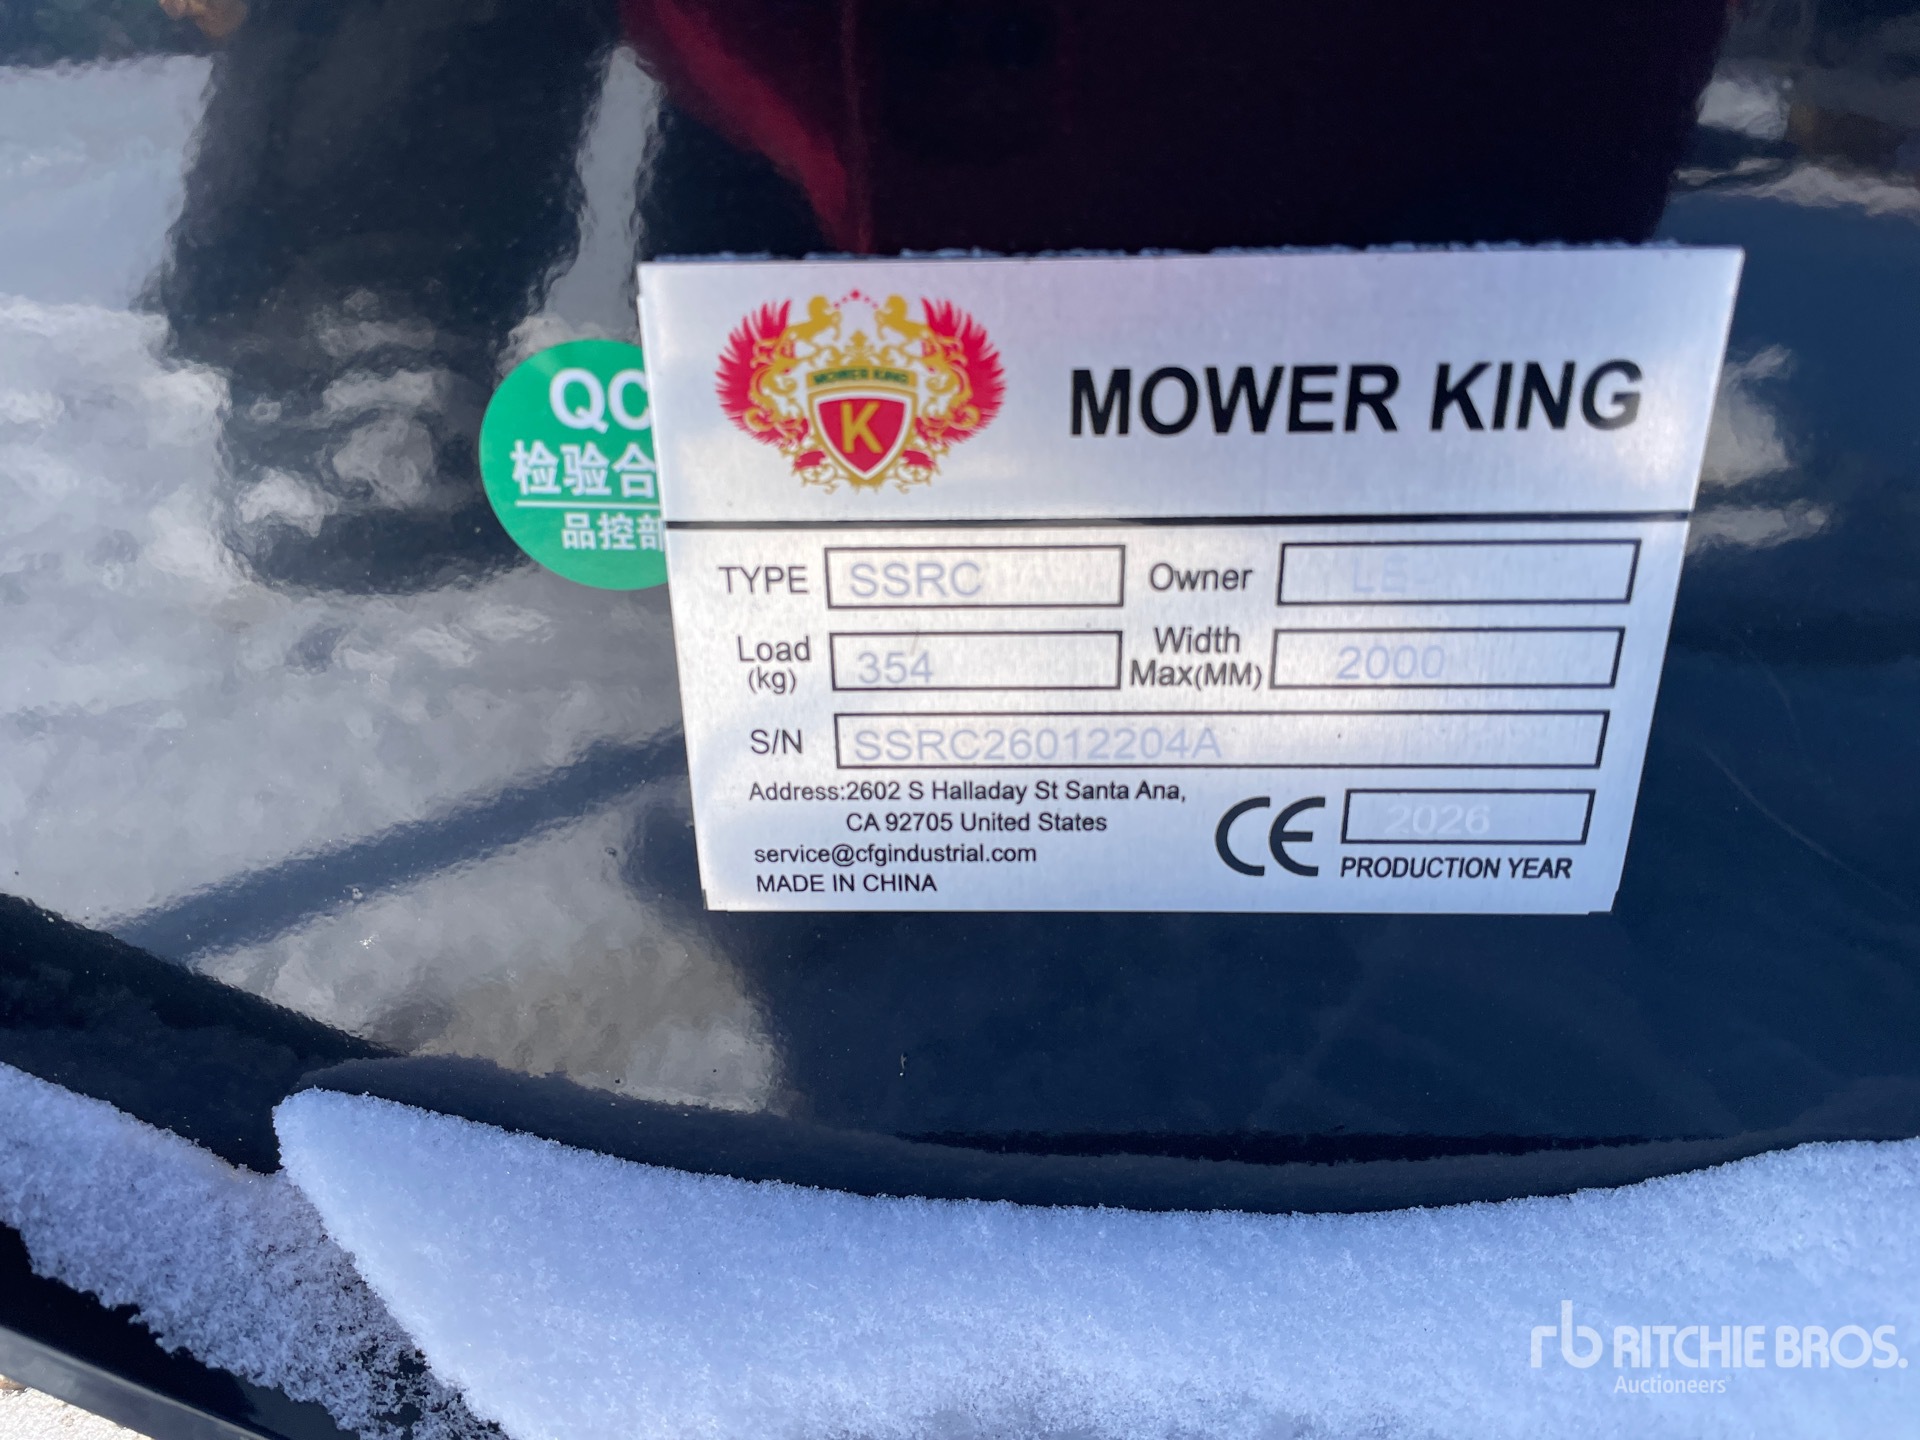 MOWER KING
K
MOWER KING
QC
检验合
品控部
TYPE SSRC Owner LE
Load (kg) 354 Width Max(MM) 2000
S/N SSRC26012204A
Address:2602 S Halladay St Santa Ana,
CA 92705 United States
service@cfgindustrial.com
MADE IN CHINA
CE 2026
PRODUCTION YEAR
rb RITCHIE BROS.
Auctioneers